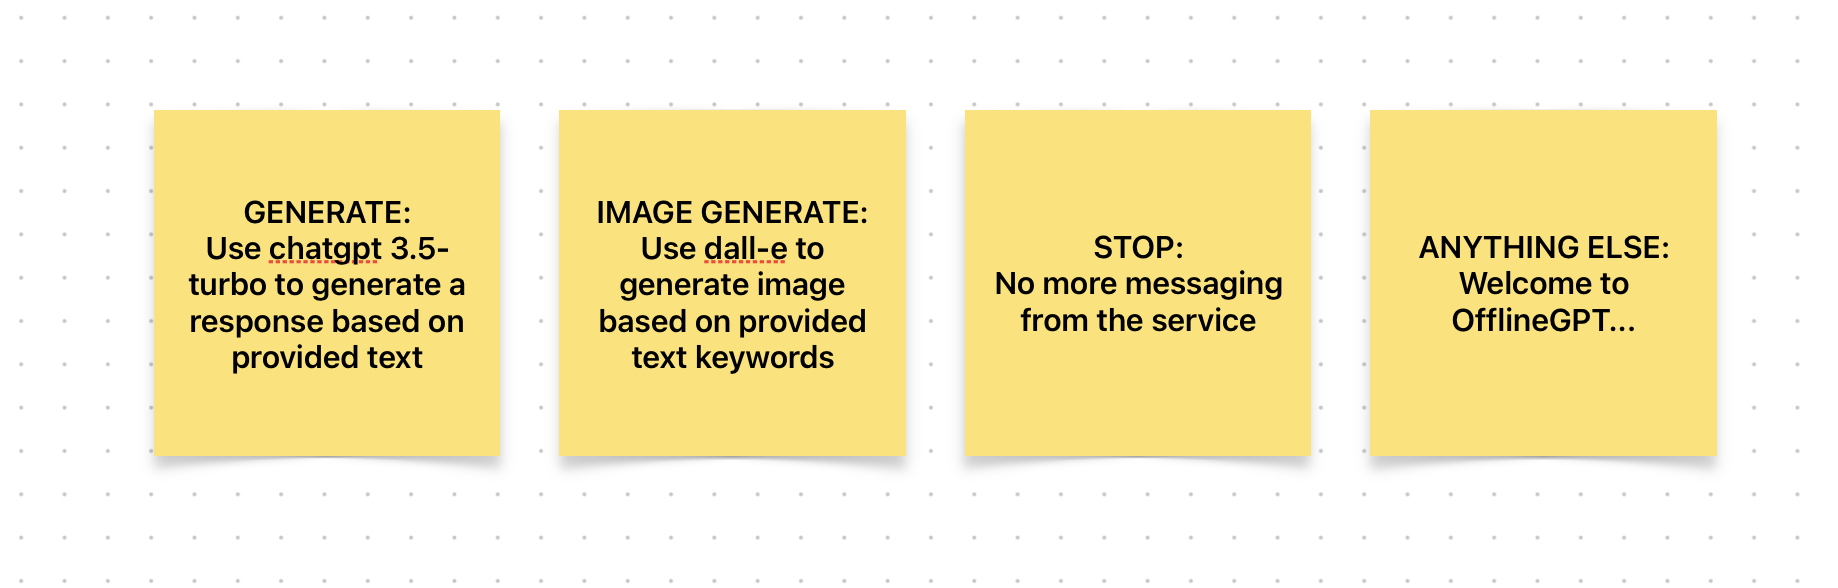 GENERATE:
Use chatgpt 3.5-
turbo to generate a
response based on
provided text
IMAGE GENERATE:
Use dall-e to
generate image
based on provided
text keywords
STOP:
No more messaging
from the service
ANYTHING ELSE:
Welcome to
OfflineGPT...